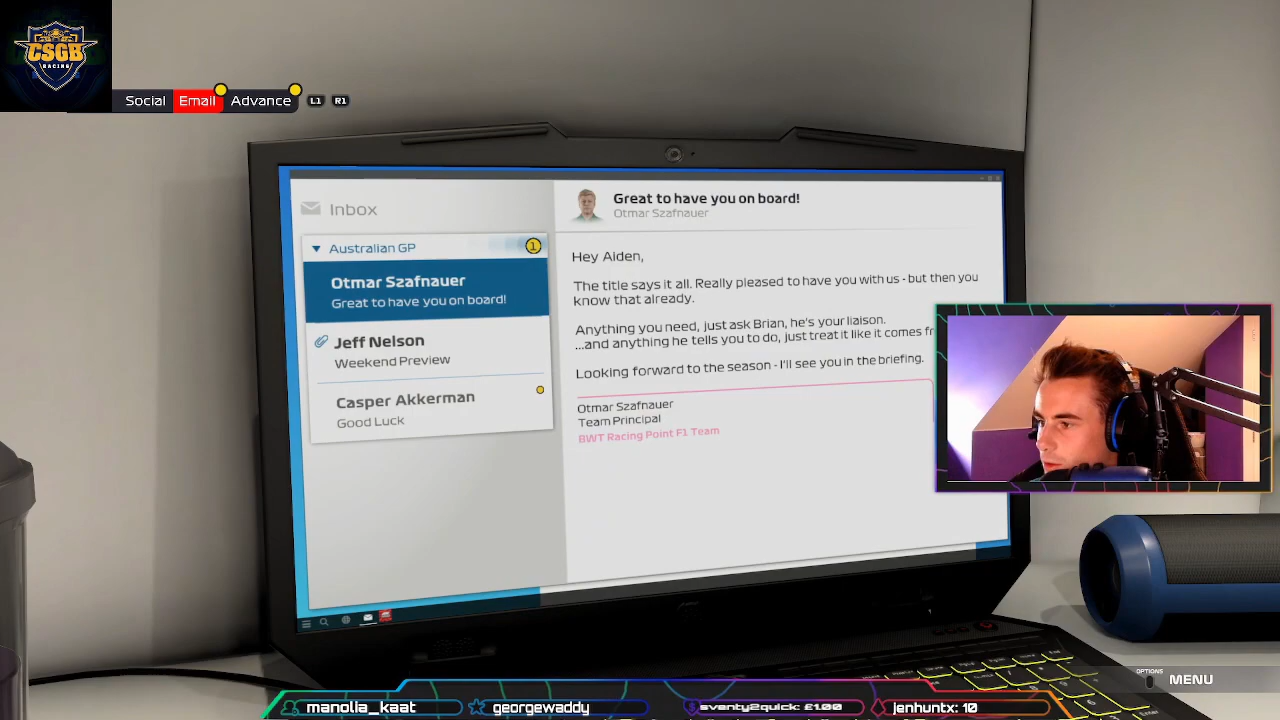 CSGB
RACING
Social Email Advance L1 R1
Inbox
Australian GP 1
Otmar Szafnauer
Great to have you on board!
Jeff Nelson
Weekend Preview
Casper Akkerman
Good Luck
Great to have you on board!
Otmar Szafnauer
Hey Aiden,
The title says it all. Really pleased to have you with us - but then you
know that already.
Anything you need, just ask Brian, he's your liaison.
...and anything he tells you to do, just treat it like it comes fr
Looking forward to the season - I'll see you in the briefing.
Otmar Szafnauer
Team Principal
BWT Racing Point F1 Team
OPTIONS
MENU
manolia_kaat georgewaddy sventy2quick £1.00 jenhuntx: 10